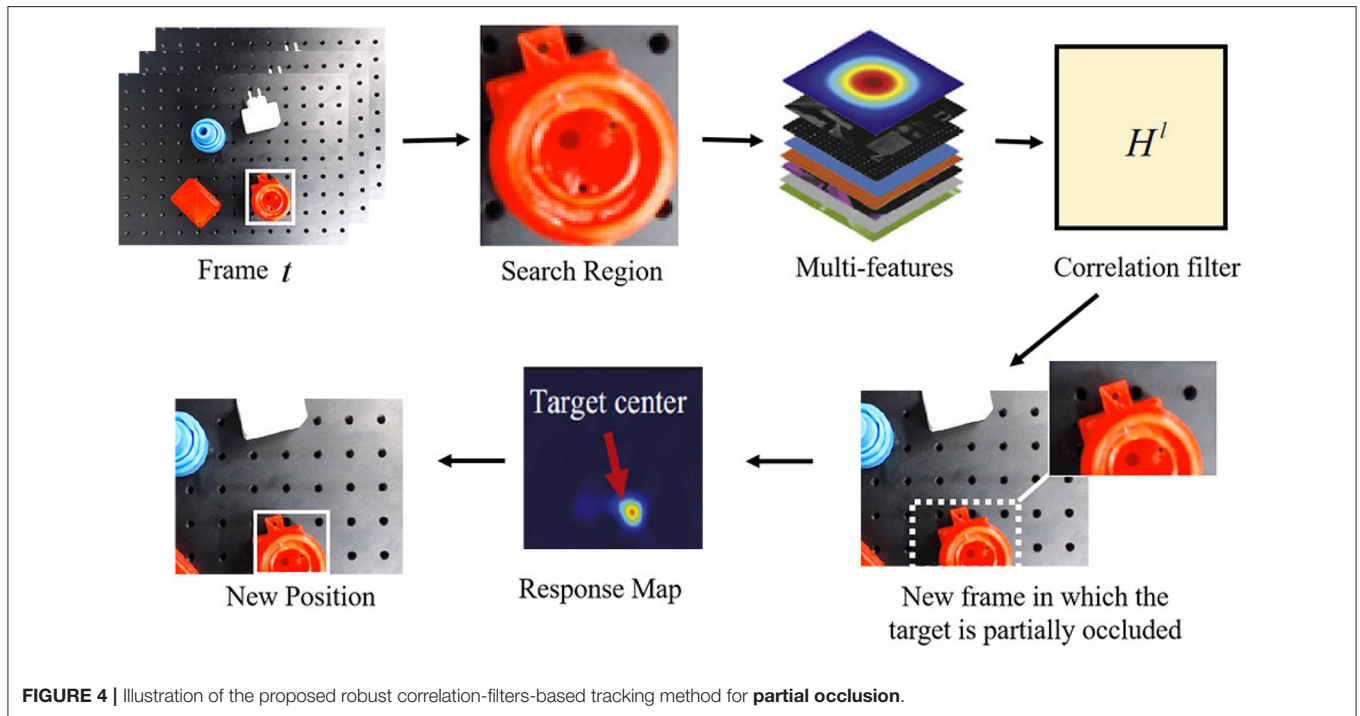 Frame t
Search Region
Multi-features
H^l
Correlation filter
Target center
New Position
Response Map
New frame in which the
target is partially occluded
FIGURE 4 | Illustration of the proposed robust correlation-filters-based tracking method for partial occlusion.